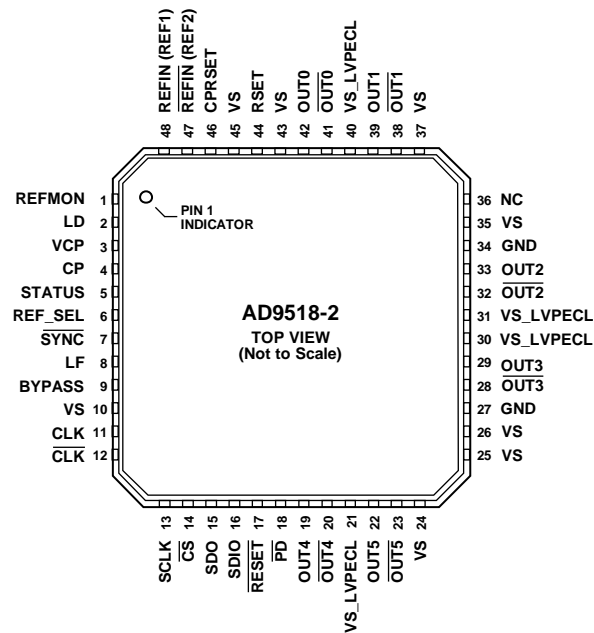 48 REFIN (REF1)
47 REFIN (REF2)
46 CPRSET
45 VS
44 RSET
43 VS
42 OUT0
41 OUT0
40 VS_LVPECL
39 OUT1
38 OUT1
37 VS
REFMON 1
LD 2
VCP 3
CP 4
STATUS 5
REF_SEL 6
SYNC 7
LF 8
BYPASS 9
VS 10
CLK 11
CLK 12
PIN 1
INDICATOR
AD9518-2
TOP VIEW
(Not to Scale)
36 NC
35 VS
34 GND
33 OUT2
32 OUT2
31 VS_LVPECL
30 VS_LVPECL
29 OUT3
28 OUT3
27 GND
26 VS
25 VS
SCLK 13
CS 14
SDO 15
SDIO 16
RESET 17
PD 18
OUT4 19
OUT4 20
VS_LVPECL 21
OUT5 22
OUT5 23
VS 24